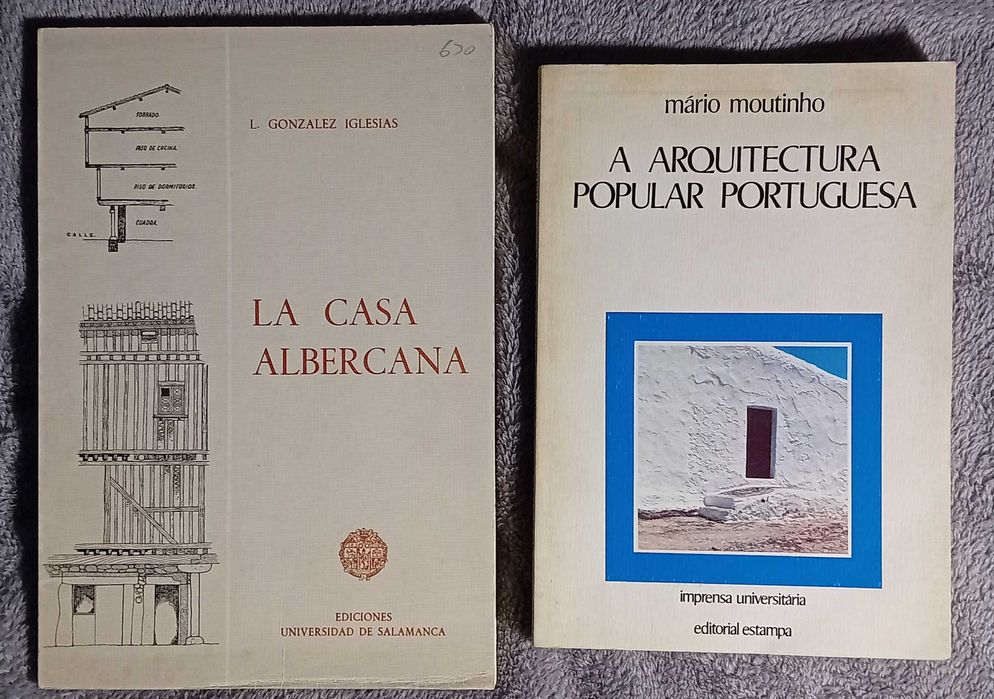 630
L. GONZALEZ IGLESIAS
LA CASA
ALBERCANA
EDICIONES
UNIVERSIDAD DE SALAMANCA
SOBRADO.
PISO DE COCINA.
PISO DE DORMITORIOS.
CUADRA.
CALLE.
mário moutinho
A ARQUITECTURA
POPULAR PORTUGUESA
imprensa universitária
editorial estampa